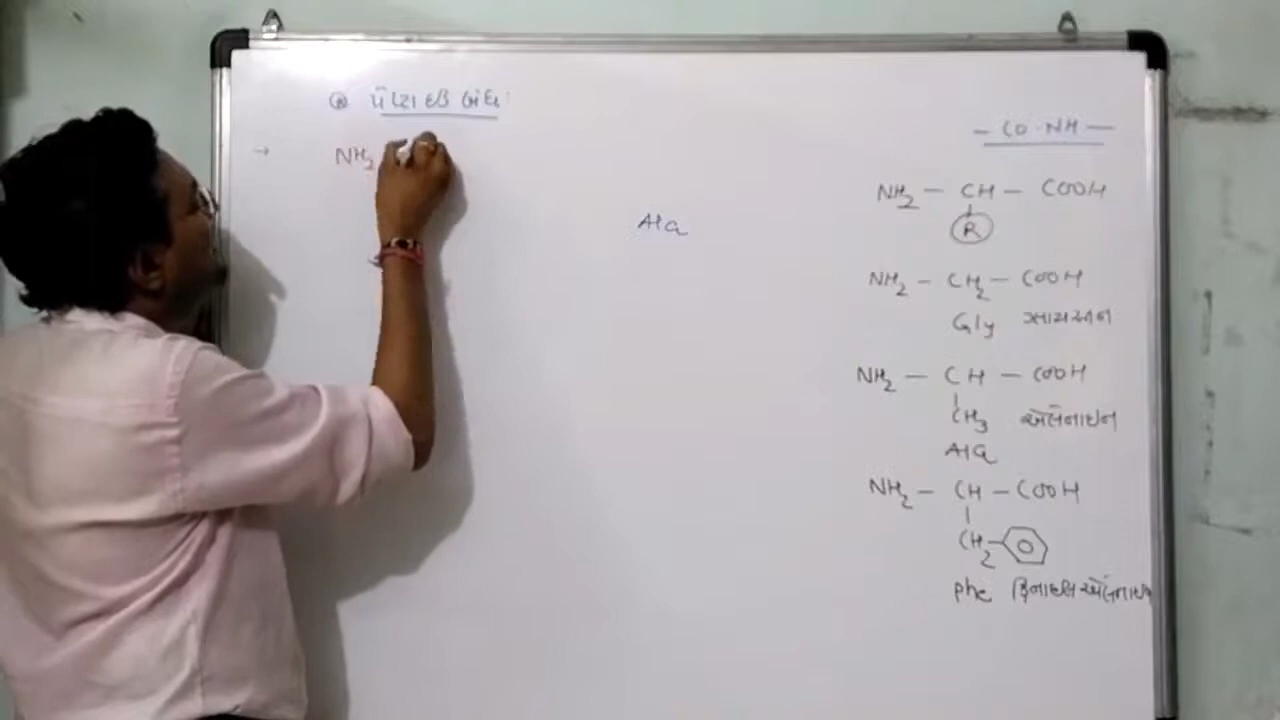 પેપ્ટાઈડ બંધ:
→ NH2
Ala
– CO-NH –
NH2 – CH – COOH
R
NH2 – CH2 – COOH
Gly ગ્લાયસીન
NH2 – CH – COOH
CH3 એલેનાઇન
Ala
NH2 – CH – COOH
CH2
Phe ફિનાઇલ એલેનાઇન